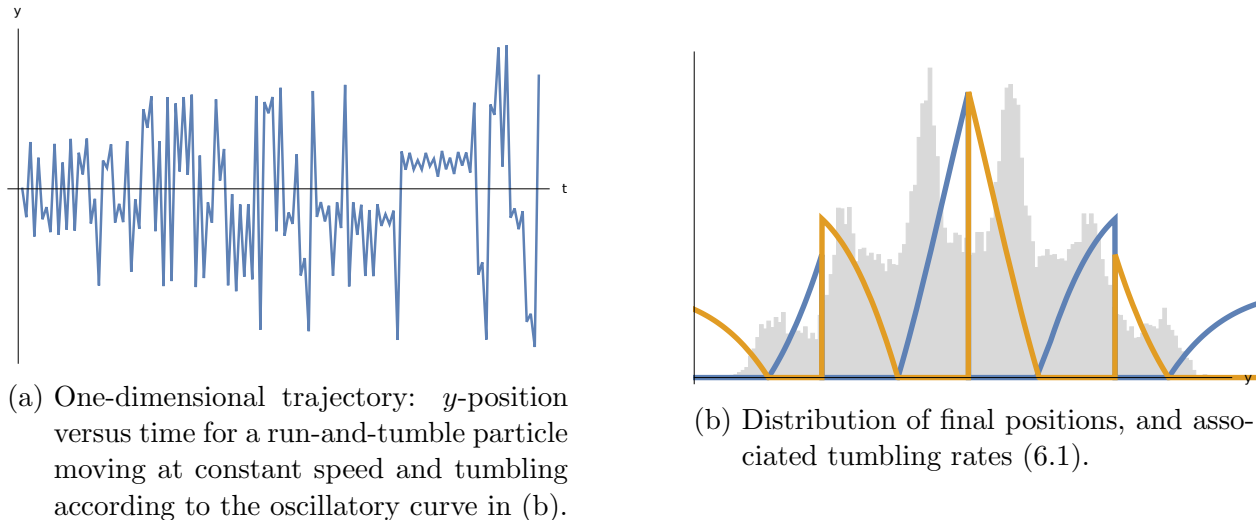 y
t
y
(a) One-dimensional trajectory: y-position
versus time for a run-and-tumble particle
moving at constant speed and tumbling
according to the oscillatory curve in (b).
(b) Distribution of final positions, and asso-
ciated tumbling rates (6.1).